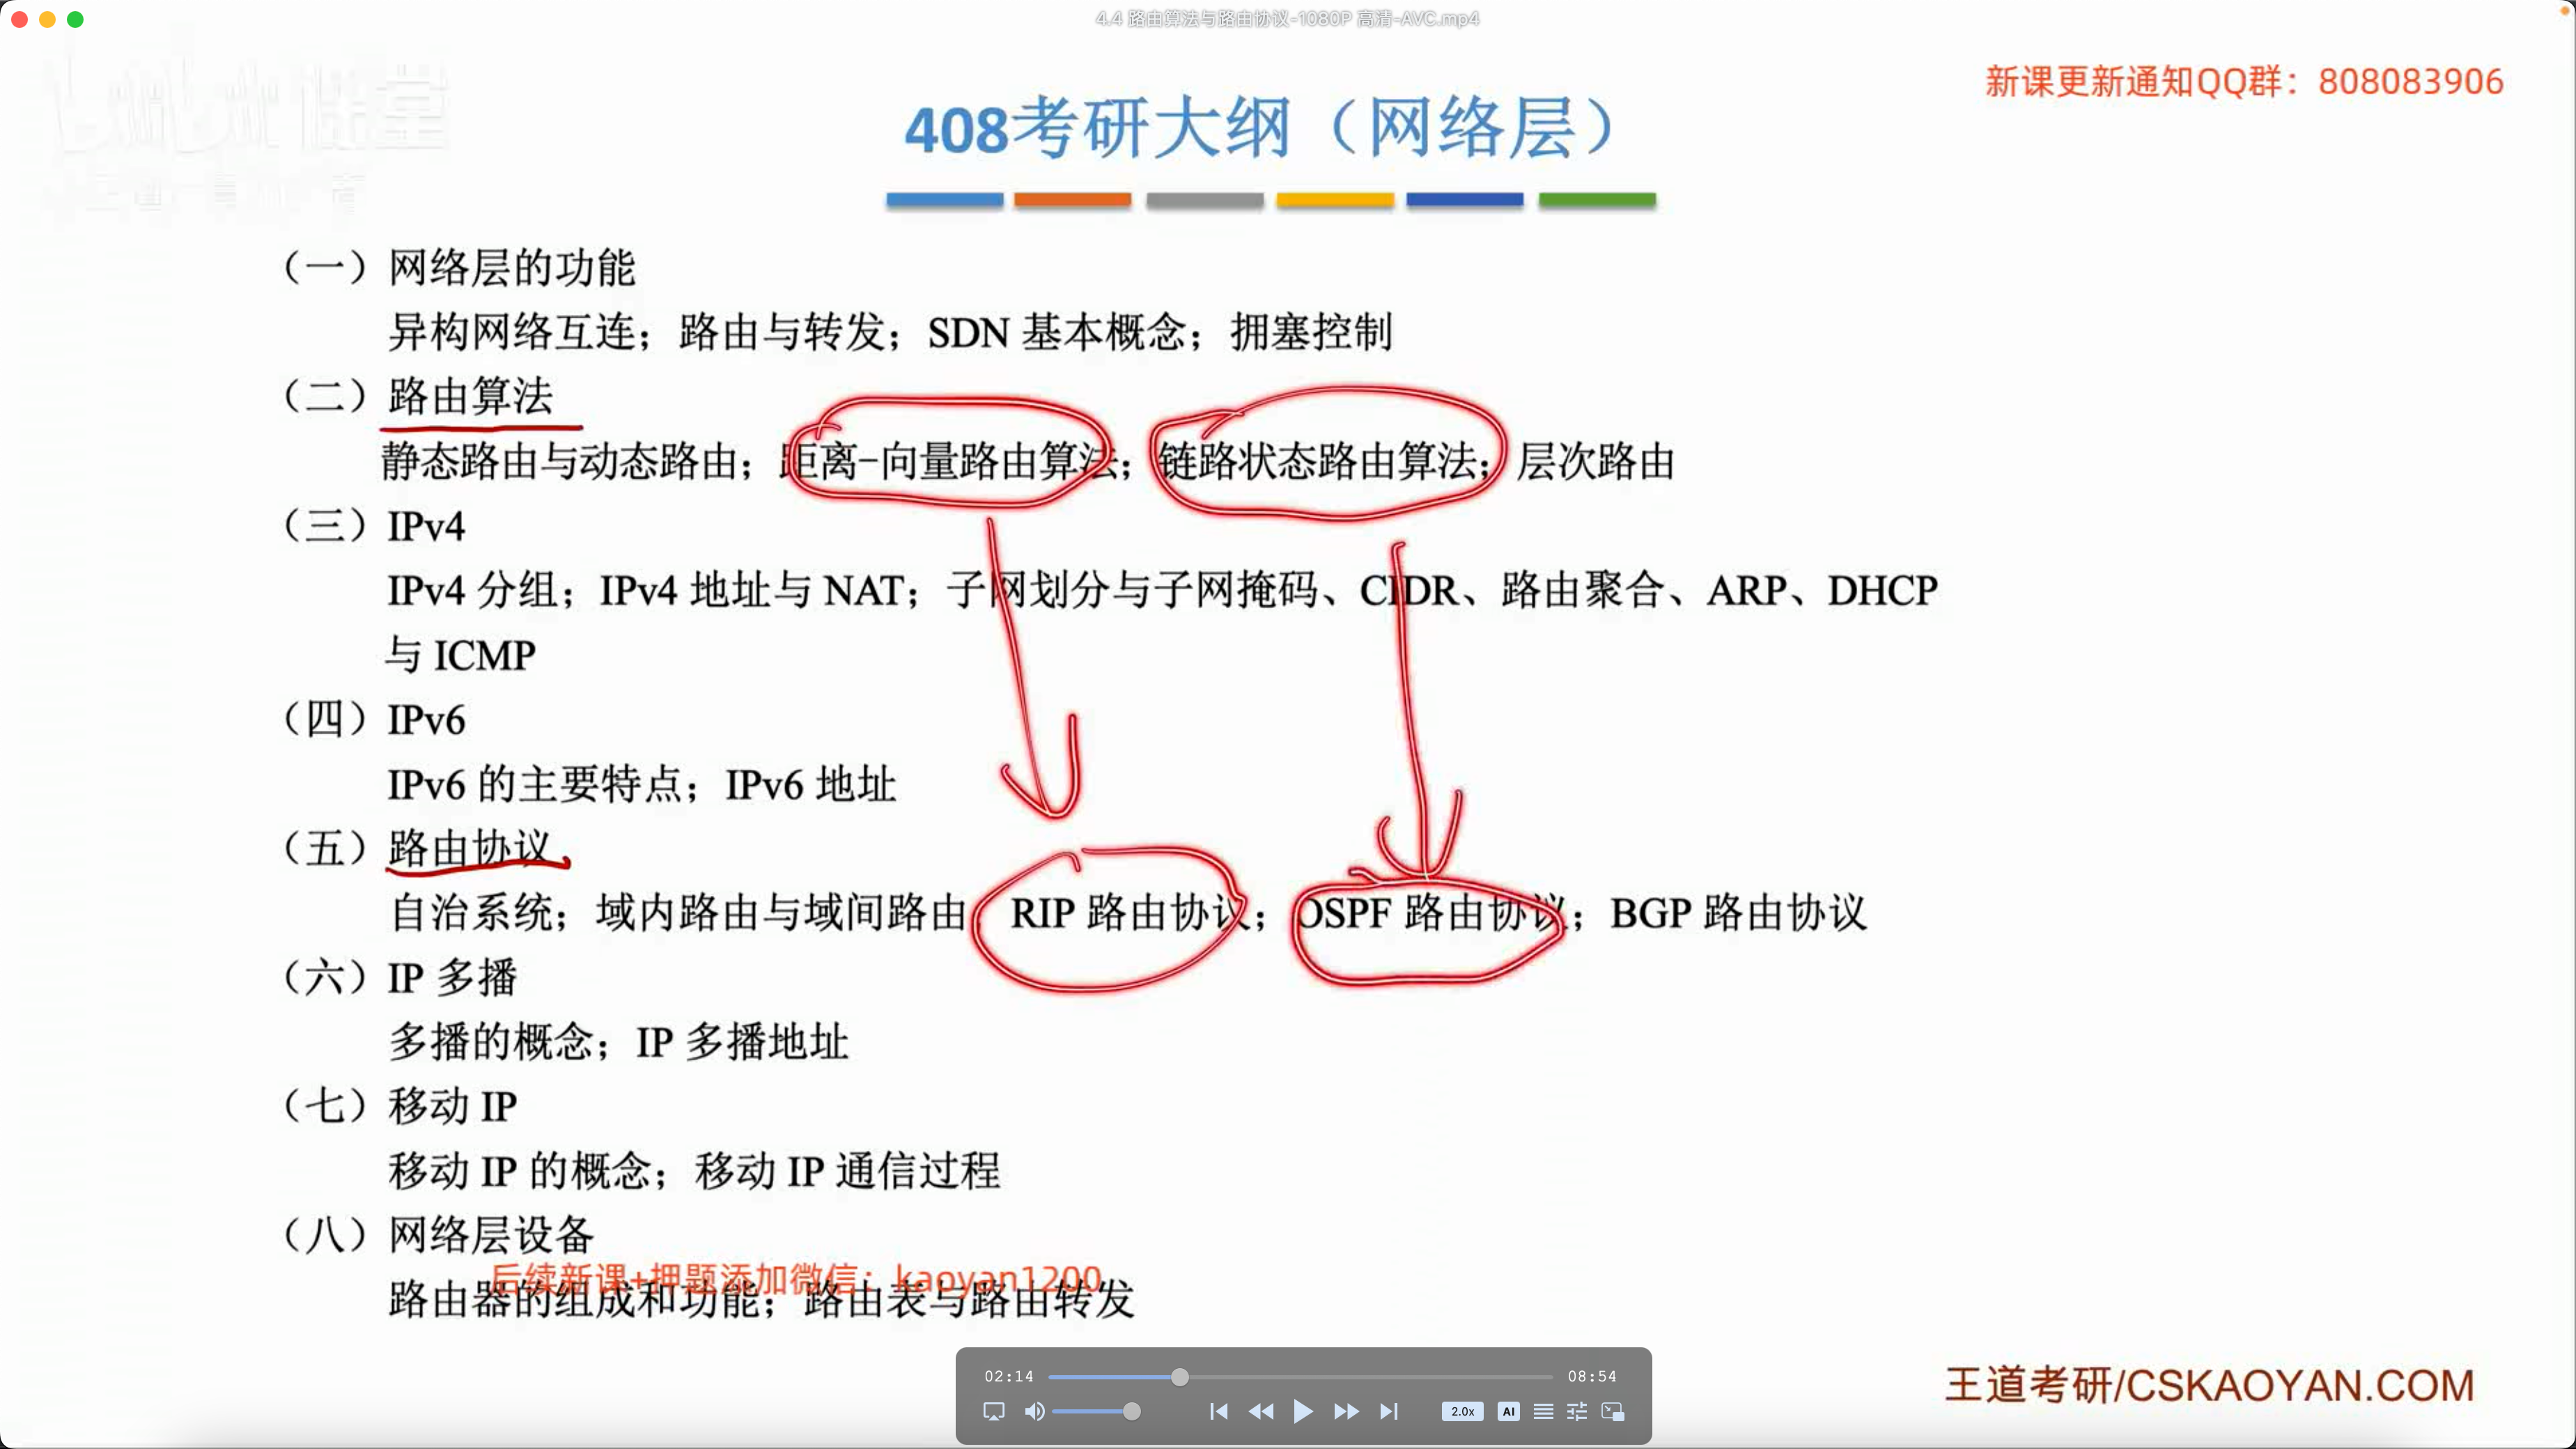 4.4 路由算法与路由协议-1080P 高清-AVC.mp4
新课更新通知QQ群：808083906
408考研大纲（网络层）
（一）网络层的功能
异构网络互连；路由与转发；SDN 基本概念；拥塞控制
（二）路由算法
静态路由与动态路由；距离-向量路由算法；链路状态路由算法；层次路由
（三）IPv4
IPv4 分组；IPv4 地址与 NAT；子网划分与子网掩码、CIDR、路由聚合、ARP、DHCP
与 ICMP
（四）IPv6
IPv6 的主要特点；IPv6 地址
（五）路由协议
自治系统；域内路由与域间路由 RIP 路由协议；OSPF 路由协议；BGP 路由协议
（六）IP 多播
多播的概念；IP 多播地址
（七）移动 IP
移动 IP 的概念；移动 IP 通信过程
（八）网络层设备
后续新课+押题添加微信：kaoyan1200
路由器的组成和功能；路由表与路由转发
02:14
08:54
2.0x
AI
王道考研/CSKAOYAN.COM